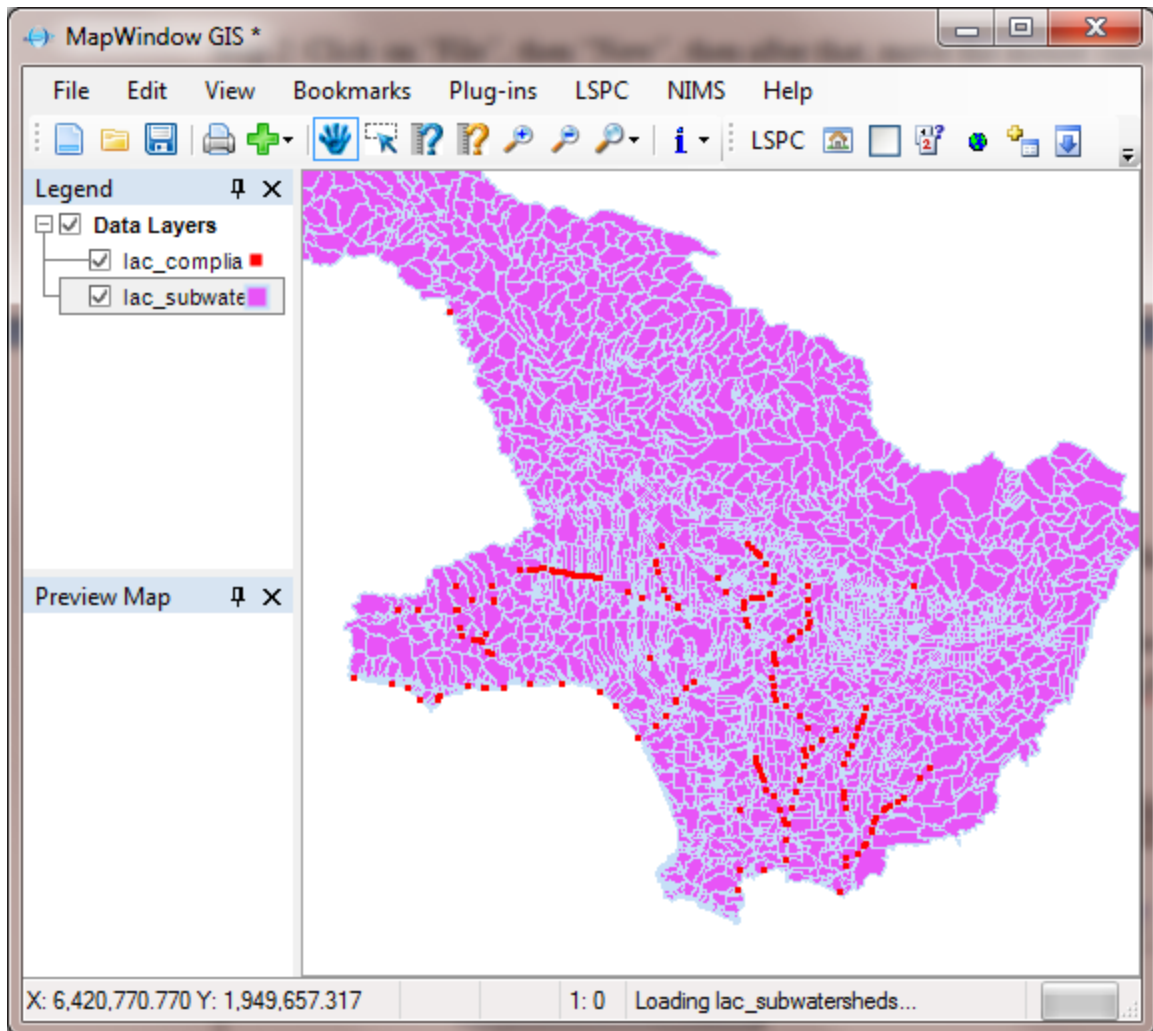 MapWindow GIS *
File Edit View Bookmarks Plug-ins LSPC NIMS Help
LSPC
Legend
Data Layers
lac_complia
lac_subwate
Preview Map
X: 6,420,770.770 Y: 1,949,657.317 1: 0 Loading lac_subwatersheds...